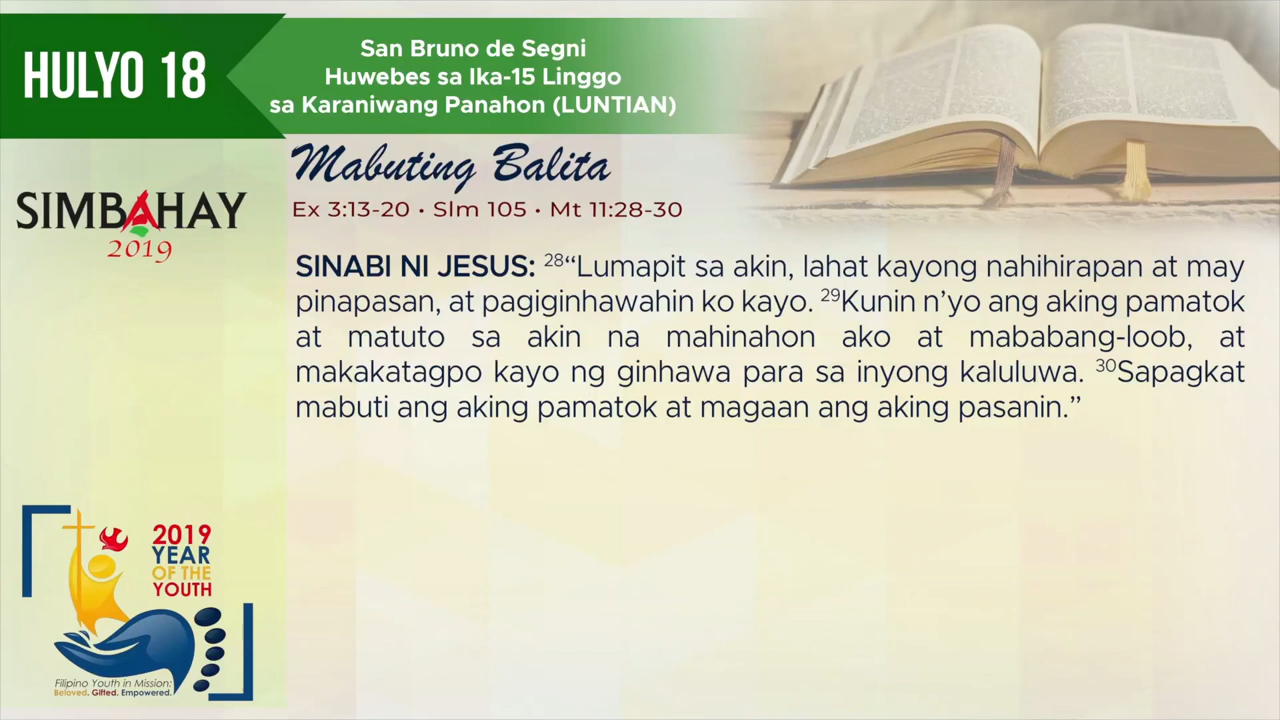 HULYO 18
San Bruno de Segni
Huwebes sa Ika-15 Linggo
sa Karaniwang Panahon (LUNTIAN)
Mabuting Balita
Ex 3:13-20 • Slm 105 • Mt 11:28-30
SIMBAHAY
2019
SINABI NI JESUS: 28“Lumapit sa akin, lahat kayong nahihirapan at may
pinapasan, at pagiginhawahin ko kayo. 29Kunin n’yo ang aking pamatok
at matuto sa akin na mahinahon ako at mababang-loob, at
makakatagpo kayo ng ginhawa para sa inyong kaluluwa. 30Sapagkat
mabuti ang aking pamatok at magaan ang aking pasanin.”
2019
YEAR
OF THE
YOUTH
Filipino Youth in Mission:
Beloved. Gifted. Empowered.